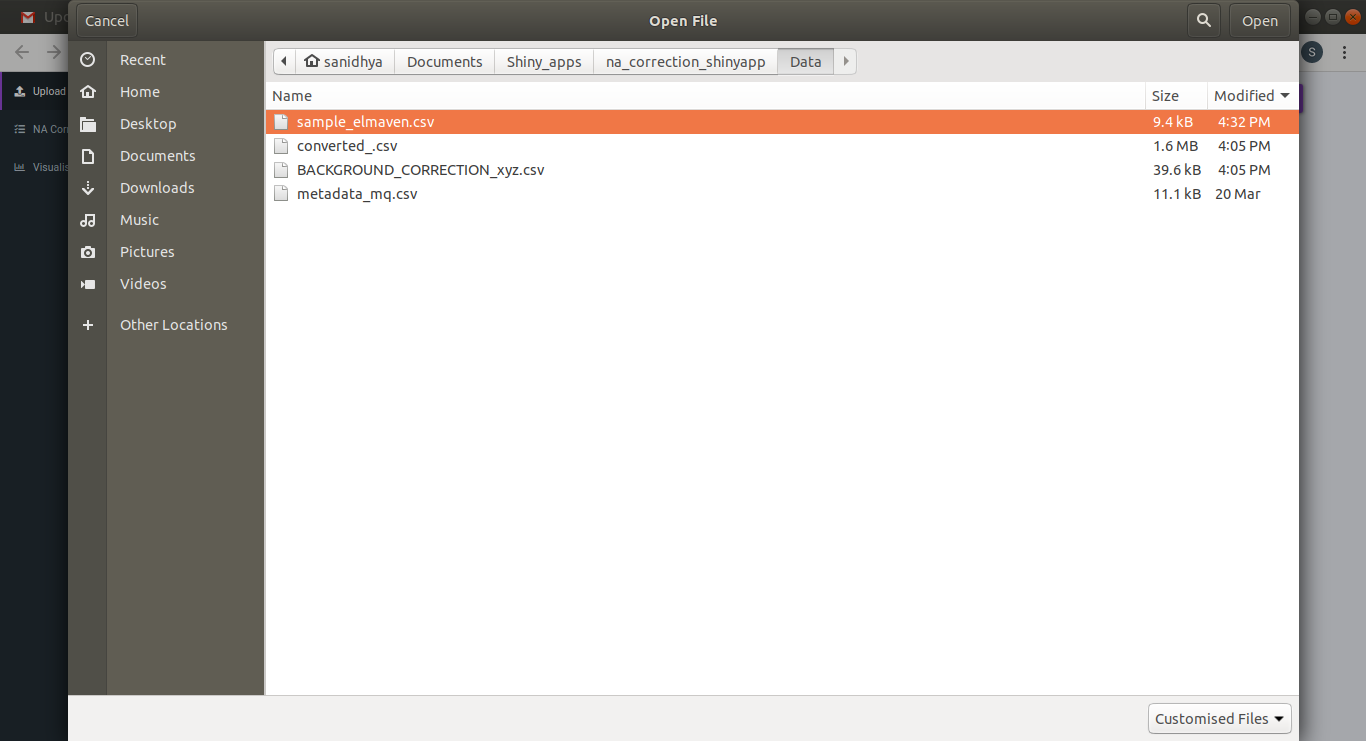 Upd
Cancel
Open File
Open
Recent
Home
Desktop
Documents
Downloads
Music
Pictures
Videos
Other Locations
sanidhya Documents Shiny_apps na_correction_shinyapp Data
Name Size Modified
sample_elmaven.csv 9.4 kB 4:32 PM
converted_.csv 1.6 MB 4:05 PM
BACKGROUND_CORRECTION_xyz.csv 39.6 kB 4:05 PM
metadata_mq.csv 11.1 kB 20 Mar
Customised Files
S
Upload
NA Corr
Visualis